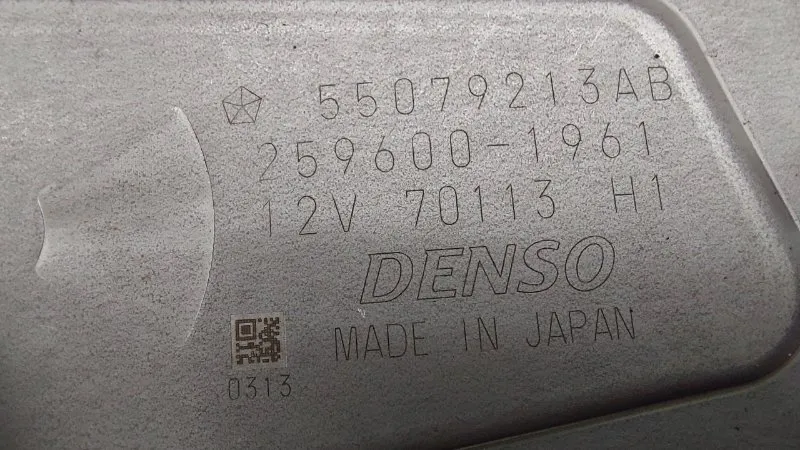 55079213AB
259600-1961
12V 70113 H1
DENSO
MADE IN JAPAN
0313